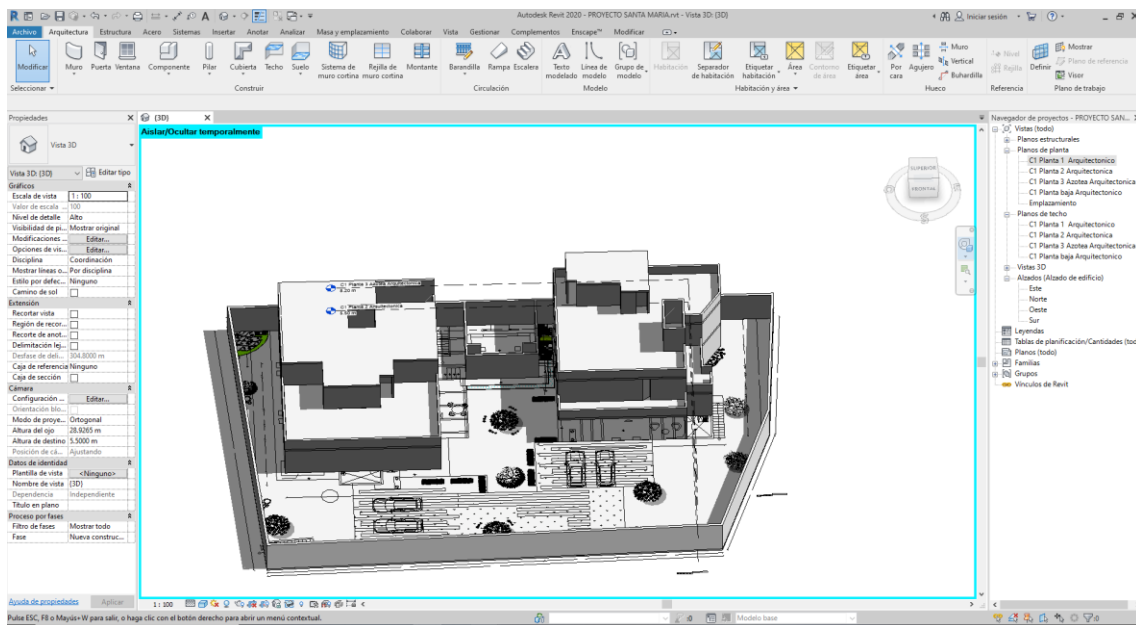 Autodesk Revit 2020 - PROYECTO SANTA MARIA.rvt - Vista 3D: {3D}
Iniciar sesión
Archivo Arquitectura Estructura Acero Sistemas Insertar Anotar Analizar Masa y emplazamiento Colaborar Vista Gestionar Complementos Enscape™ Modificar
Modificar
Muro Puerta Ventana Componente Pilar Cubierta Techo Suelo Sistema de muro cortina Rejilla de muro cortina Montante
Barandilla Rampa Escalera
Texto modelado Línea de modelo Grupo de modelo
Habitación Separador de habitación Etiquetar habitación Área Contorno de área Etiquetar área
Por cara Agujero Muro Vertical Buhardilla
Nivel Rejilla
Definir Mostrar Plano de referencia Visor
Seleccionar Construir Circulación Modelo Habitación y área Hueco Referencia Plano de trabajo
Propiedades
Vista 3D
Vista 3D: {3D} Editar tipo
Gráficos
Escala de vista 1 : 100
Valor de escala ... 100
Nivel de detalle Alto
Visibilidad de pi... Mostrar original
Modificaciones ... Editar...
Opciones de vis... Editar...
Disciplina Coordinación
Mostrar líneas o... Por disciplina
Estilo por defec... Ninguno
Camino de sol
Extensión
Recortar vista
Región de recor...
Recorte de anot...
Delimitación lej...
Desfase de deli... 304.8000 m
Caja de referencia Ninguno
Caja de sección
Cámara
Configuración ... Editar...
Orientación blo...
Modo de proye... Ortogonal
Altura del ojo 28.9265 m
Altura de destino 5.5000 m
Posición de cá... Ajustando
Datos de identidad
Plantilla de vista <Ninguno>
Nombre de vista {3D}
Dependencia Independiente
Título en plano
Proceso por fases
Filtro de fases Mostrar todo
Fase Nueva construc...
Ayuda de propiedades Aplicar
{3D}
Aislar/Ocultar temporalmente
SUPERIOR
FRONTAL
C1 Planta 3 Azotea Arquitectonica
C1 Planta 2 Arquitectonica
1 : 100
Navegador de proyectos - PROYECTO SAN...
Vistas (todo)
Planos estructurales
Planos de planta
C1 Planta 1 Arquitectonico
C1 Planta 2 Arquitectonica
C1 Planta 3 Azotea Arquitectonica
C1 Planta baja Arquitectonico
Emplazamiento
Planos de techo
C1 Planta 1 Arquitectonico
C1 Planta 2 Arquitectonica
C1 Planta 3 Azotea Arquitectonica
C1 Planta baja Arquitectonico
Vistas 3D
Alzados (Alzado de edificio)
Este
Norte
Oeste
Sur
Leyendas
Tablas de planificación/Cantidades (tod
Planos (todo)
Familias
Grupos
Vínculos de Revit
Pulse ESC, F8 o Mayús+W para salir, o haga clic con el botón derecho para abrir un menú contextual.
:0 Modelo base
:0